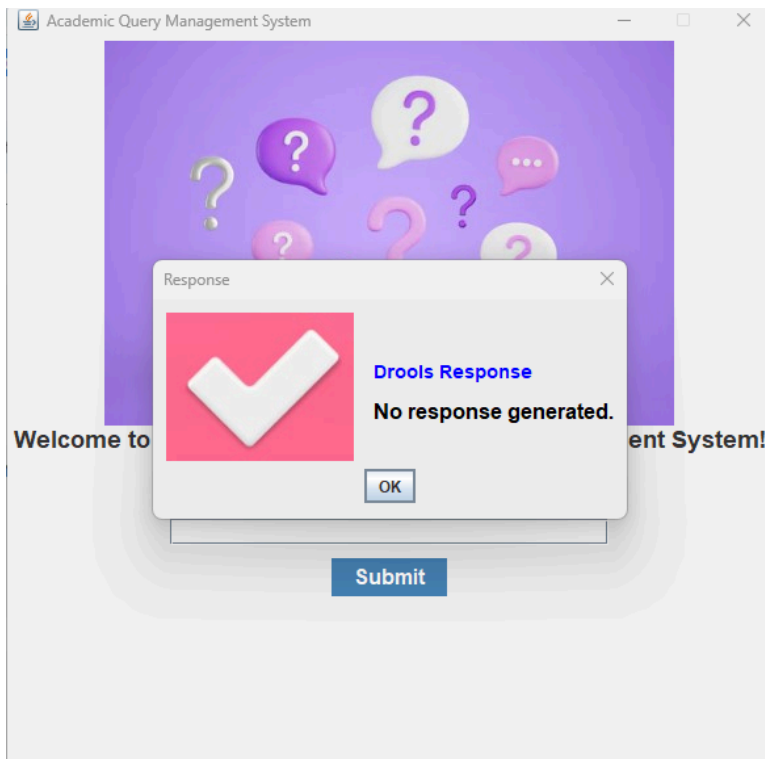 Academic Query Management System
? ? ?
? ?
? ? ?
Response
Drools Response
No response generated.
Welcome to
ent System!
OK
Submit